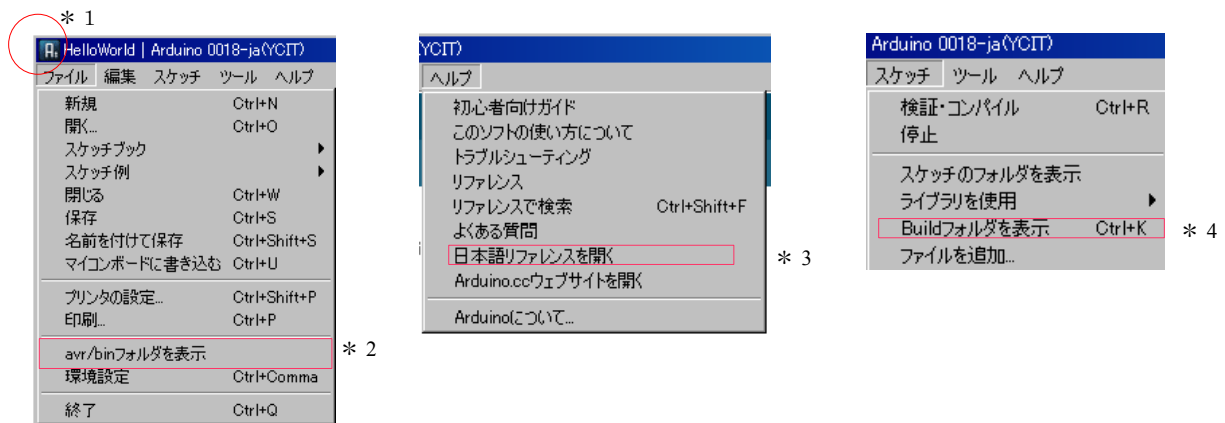 ＊１
HelloWorld | Arduino 0018-ja(YCIT)
ファイル 編集 スケッチ ツール ヘルプ
新規 Ctrl+N
開く... Ctrl+O
スケッチブック
スケッチ例
閉じる Ctrl+W
保存 Ctrl+S
名前を付けて保存 Ctrl+Shift+S
マイコンボードに書き込む Ctrl+U
プリンタの設定... Ctrl+Shift+P
印刷... Ctrl+P
avr/binフォルダを表示
＊２
環境設定 Ctrl+Comma
終了 Ctrl+Q
YCIT)
ヘルプ
初心者向けガイド
このソフトの使い方について
トラブルシューティング
リファレンス
リファレンスで検索 Ctrl+Shift+F
よくある質問
日本語リファレンスを開く
＊３
Arduino.ccウェブサイトを開く
Arduinoについて...
Arduino 0018-ja(YCIT)
スケッチ ツール ヘルプ
検証・コンパイル Ctrl+R
停止
スケッチのフォルダを表示
ライブラリを使用
Buildフォルダを表示 Ctrl+K
＊４
ファイルを追加...